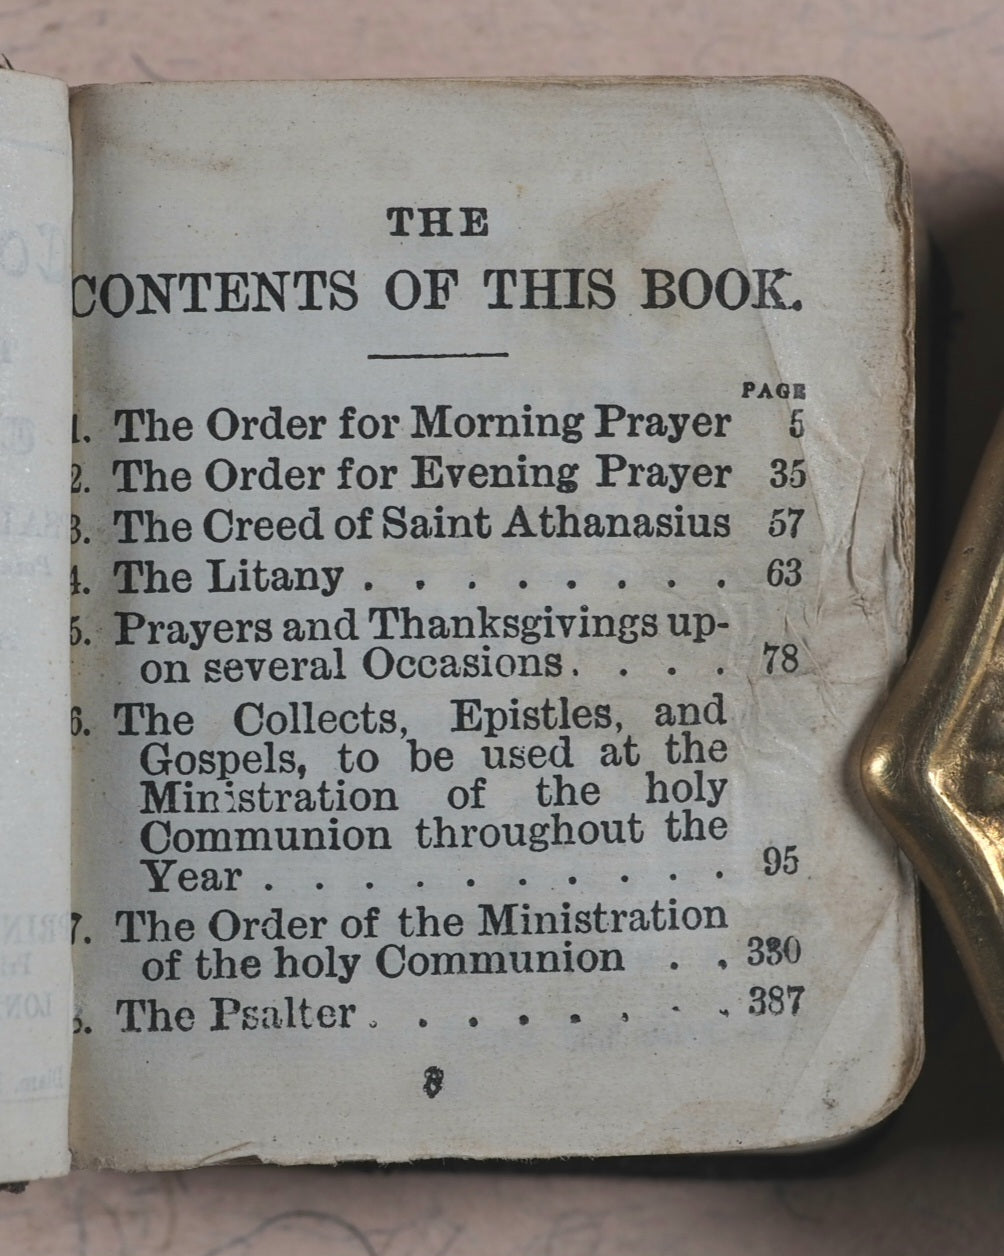 THE
CONTENTS OF THIS BOOK.
PAGE
1. The Order for Morning Prayer 5
2. The Order for Evening Prayer 35
3. The Creed of Saint Athanasius 57
4. The Litany . . . . . . . . 63
5. Prayers and Thanksgivings up-
on several Occasions. . . . 78
6. The Collects, Epistles, and
Gospels, to be used at the
Ministration of the holy
Communion throughout the
Year . . . . . . . . . . 95
7. The Order of the Ministration
of the holy Communion . . 330
8. The Psalter . . . . . . . . 387